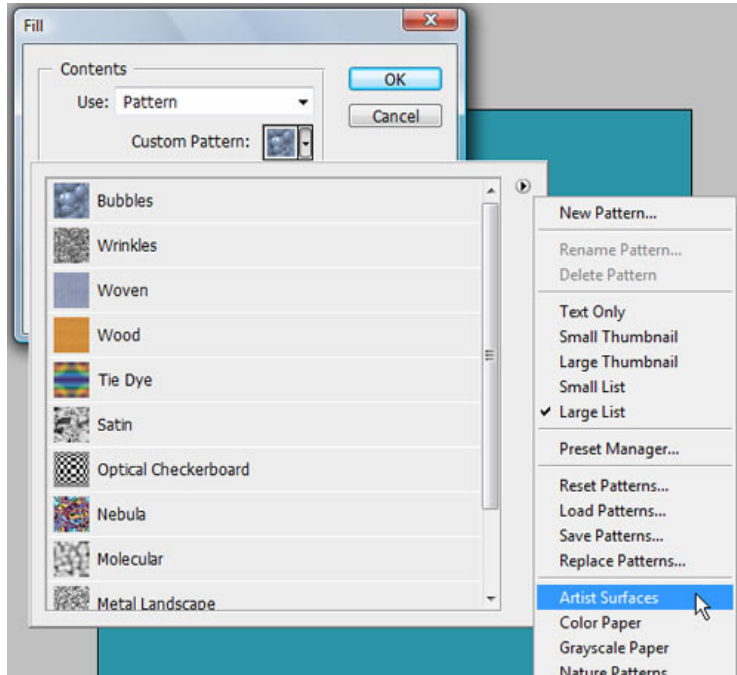 Fill
Contents
Use: Pattern
Custom Pattern:
OK
Cancel
Bubbles
Wrinkles
Woven
Wood
Tie Dye
Satin
Optical Checkerboard
Nebula
Molecular
Metal Landscape
New Pattern...
Rename Pattern...
Delete Pattern
Text Only
Small Thumbnail
Large Thumbnail
Small List
Large List
Preset Manager...
Reset Patterns...
Load Patterns...
Save Patterns...
Replace Patterns...
Artist Surfaces
Color Paper
Grayscale Paper
Nature Patterns